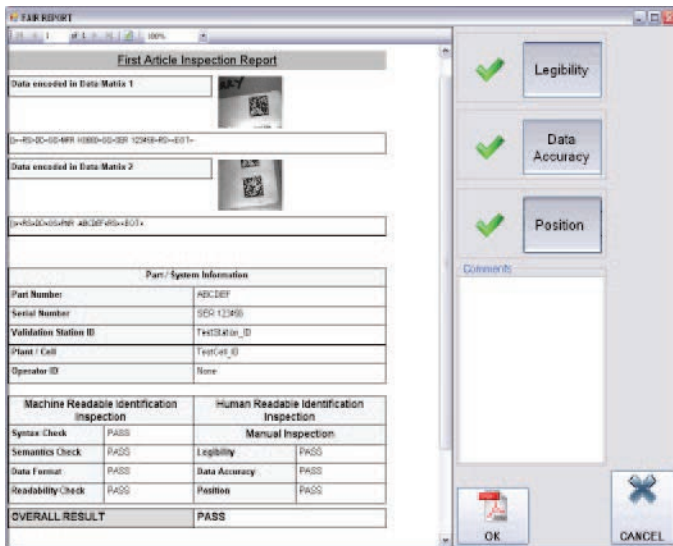 FAIR REPORT
1 of 1 100%
First Article Inspection Report
Data encoded in Data Matrix 1
Data encoded in Data Matrix 2
Part / System Information
Part Number ABCDEF
Serial Number SER 123456
Validation Station ID TestStation_ID
Plant / Cell TestCell_ID
Operator ID None
Machine Readable Identification Inspection
Human Readable Identification Inspection
Syntax Check PASS Manual Inspection
Semantics Check PASS Legibility PASS
Data Format PASS Data Accuracy PASS
Readability Check PASS Position PASS
OVERALL RESULT PASS
Legibility
Data
Accuracy
Position
Comments
OK
CANCEL